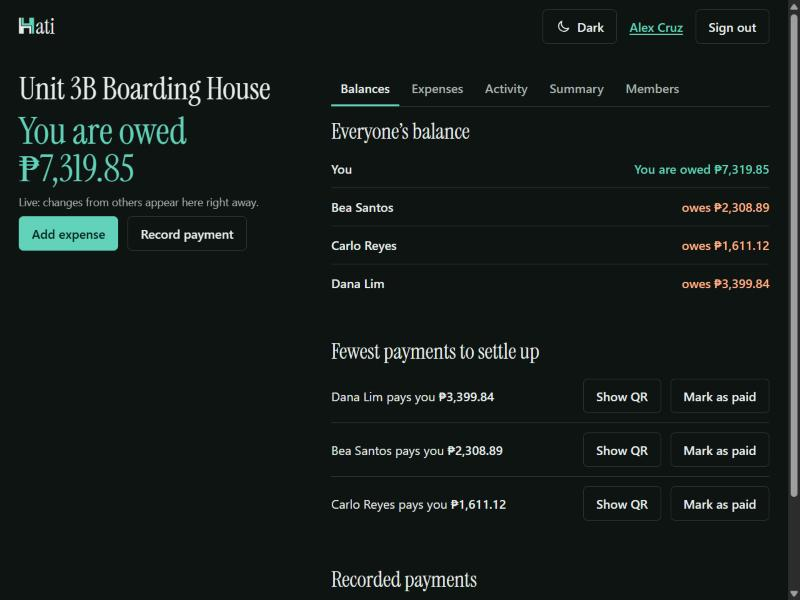 Hati
Dark
Alex Cruz
Sign out
Unit 3B Boarding House
You are owed
₱7,319.85
Live: changes from others appear here right away.
Add expense
Record payment
Balances
Expenses
Activity
Summary
Members
Everyone’s balance
You
You are owed ₱7,319.85
Bea Santos
owes ₱2,308.89
Carlo Reyes
owes ₱1,611.12
Dana Lim
owes ₱3,399.84
Fewest payments to settle up
Dana Lim pays you ₱3,399.84
Show QR
Mark as paid
Bea Santos pays you ₱2,308.89
Show QR
Mark as paid
Carlo Reyes pays you ₱1,611.12
Show QR
Mark as paid
Recorded payments